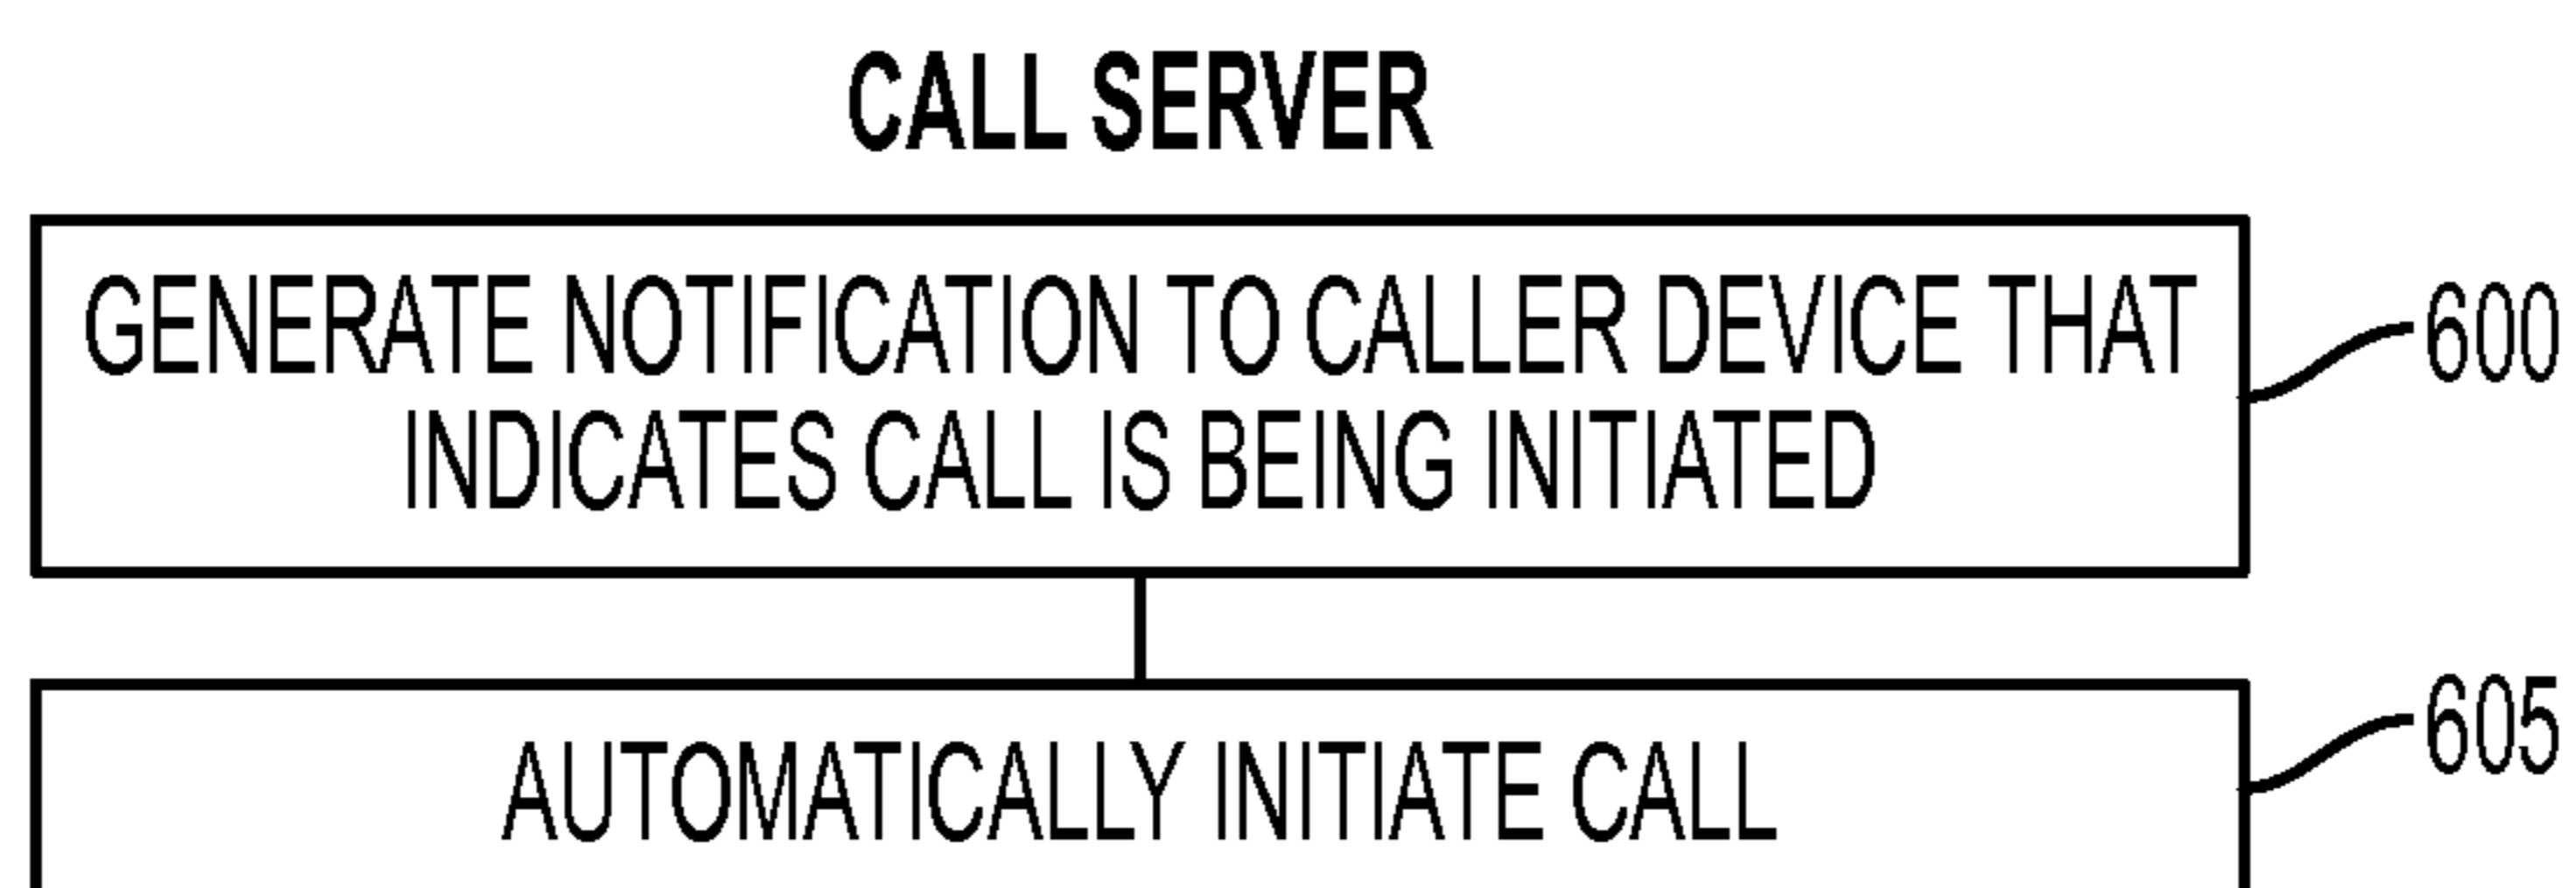 CALL SERVER
GENERATE NOTIFICATION TO CALLER DEVICE THAT
INDICATES CALL IS BEING INITIATED
600
AUTOMATICALLY INITIATE CALL
605